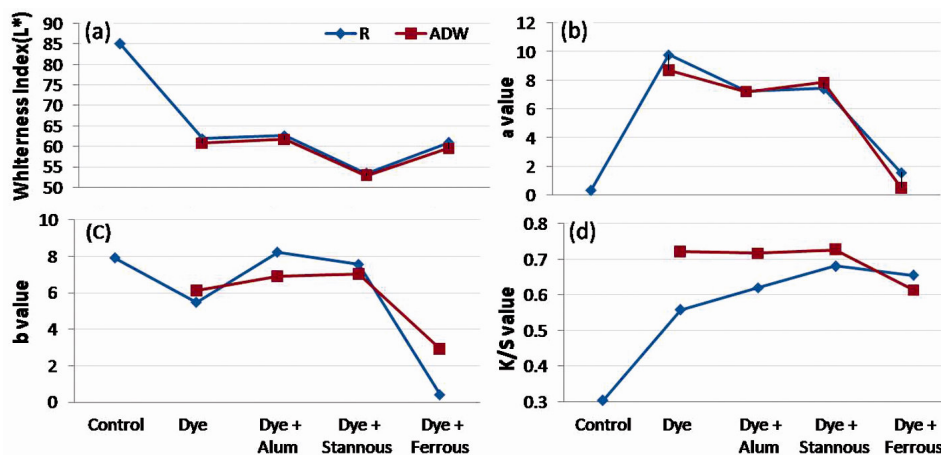 (a)
R
ADW
Whiterness Index(L*)
90
85
80
75
70
65
60
55
50
(b)
a value
12
10
8
6
4
2
0
(c)
b value
10
8
6
4
2
0
Control
Dye
Dye +
Alum
Dye +
Stannous
Dye +
Ferrous
(d)
K/S value
0.8
0.7
0.6
0.5
0.4
0.3
Control
Dye
Dye +
Alum
Dye +
Stannous
Dye +
Ferrous